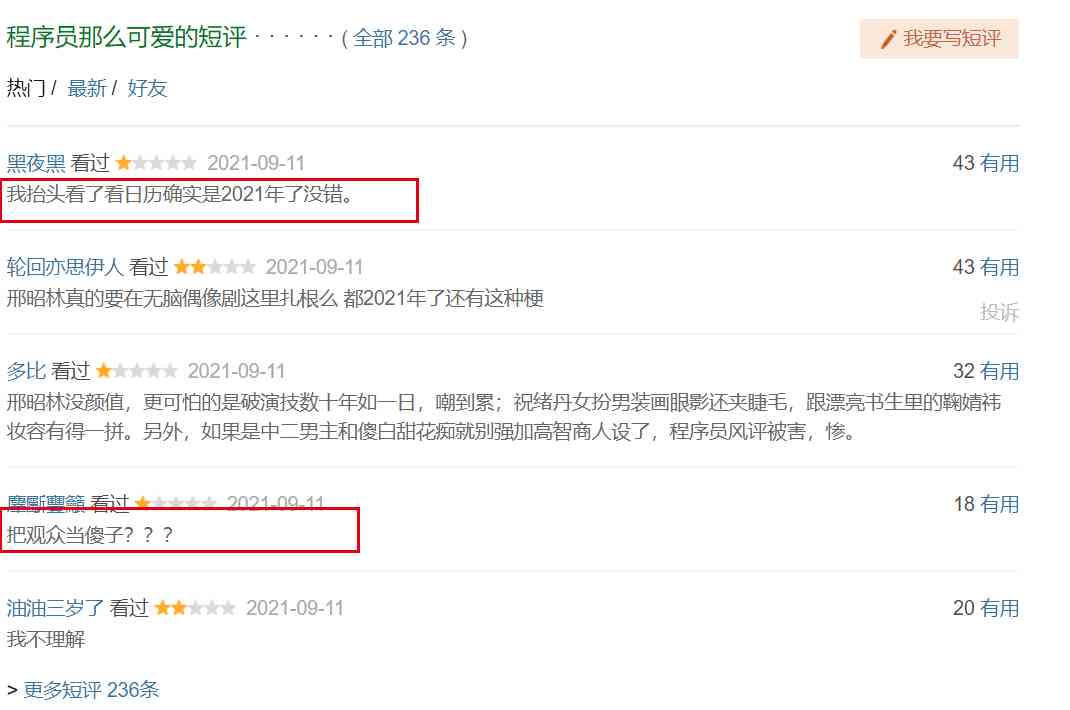 程序员那么可爱的短评 · · · · · · ( 全部 236 条 )
我要写短评
热门 / 最新 / 好友
黑夜黑 看过 2021-09-11
43 有用
我抬头看了看日历确实是2021年了没错。
轮回亦思伊人 看过 2021-09-11
43 有用
邢昭林真的要在无脑偶像剧这里扎根么 都2021年了还有这种梗
投诉
多比 看过 2021-09-11
32 有用
邢昭林没颜值，更可怕的是破演技数十年如一日，嘲到累；祝绪丹女扮男装画眼影还夹睫毛，跟漂亮书生里的鞠婧祎
妆容有得一拼。另外，如果是中二男主和傻白甜花痴就别强加高智商人设了，程序员风评被害，惨。
看过 2021-09-11
18 有用
把观众当傻子？？？
油油三岁了 看过 2021-09-11
20 有用
我不理解
> 更多短评 236条